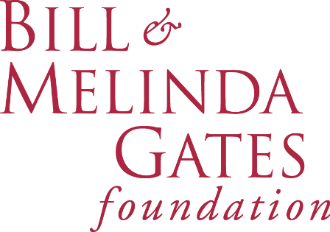 BILL &
MELINDA
GATES
foundation